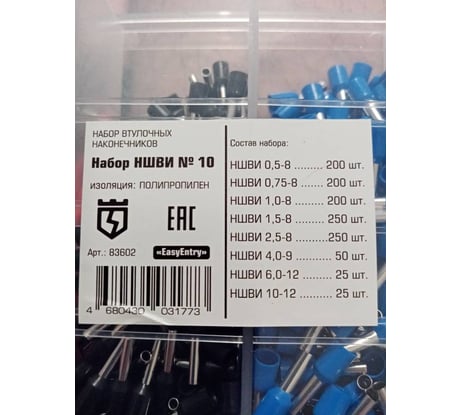 НАБОР ВТУЛОЧНЫХ
НАКОНЕЧНИКОВ
Набор НШВИ № 10
ИЗОЛЯЦИЯ: ПОЛИПРОПИЛЕН
ЕАС
Арт.: 83602
«EasyEntry»
4 680430 031773
Состав набора:
НШВИ 0,5-8 ......... 200 шт.
НШВИ 0,75-8 ....... 200 шт.
НШВИ 1,0-8 ......... 200 шт.
НШВИ 1,5-8 ......... 250 шт.
НШВИ 2,5-8 .........250 шт.
НШВИ 4,0-9 ........... 50 шт.
НШВИ 6,0-12 ......... 25 шт.
НШВИ 10-12 .......... 25 шт.